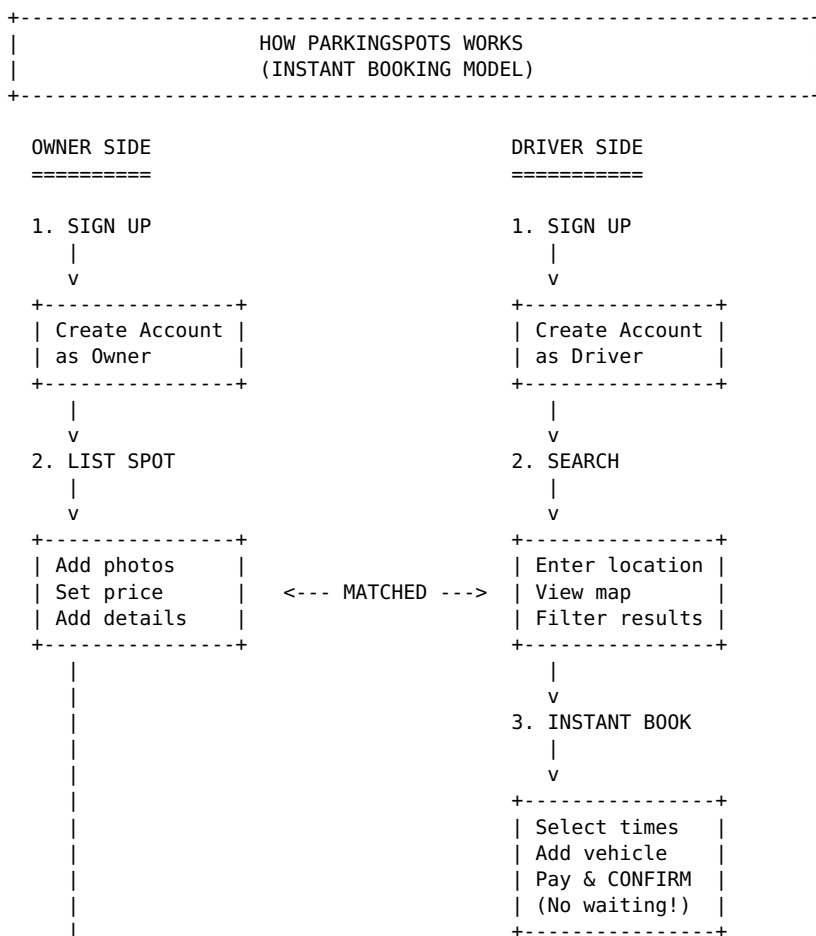 +------------------------------------------------------------------+
|                    HOW PARKINGSPOTS WORKS
|                    (INSTANT BOOKING MODEL)
+------------------------------------------------------------------+

  OWNER SIDE                              DRIVER SIDE
  ==========                              ===========

  1. SIGN UP                              1. SIGN UP
     |                                       |
     v                                       v
  +----------------+                      +----------------+
  | Create Account |                      | Create Account |
  | as Owner       |                      | as Driver      |
  +----------------+                      +----------------+
     |                                       |
     v                                       v
  2. LIST SPOT                            2. SEARCH
     |                                       |
     v                                       v
  +----------------+                      +----------------+
  | Add photos     |                      | Enter location |
  | Set price      |   <--- MATCHED --->  | View map       |
  | Add details    |                      | Filter results |
  +----------------+                      +----------------+
     |                                       |
     |                                       v
     |                                    3. INSTANT BOOK
     |                                       |
     |                                       v
     |                                    +----------------+
     |                                    | Select times   |
     |                                    | Add vehicle    |
     |                                    | Pay & CONFIRM  |
     |                                    | (No waiting!)  |
     |                                    +----------------+